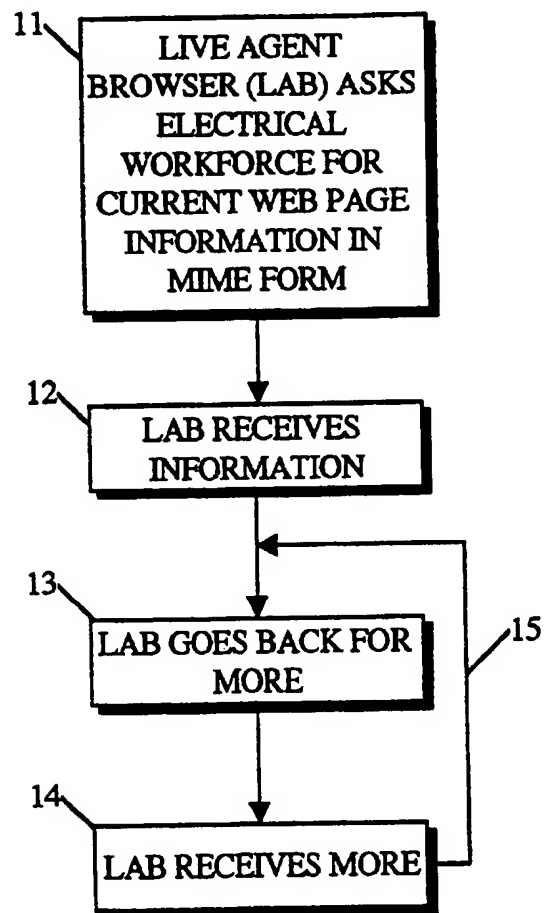 11
LIVE AGENT
BROWSER (LAB) ASKS
ELECTRICAL
WORKFORCE FOR
CURRENT WEB PAGE
INFORMATION IN
MIME FORM
12
LAB RECEIVES
INFORMATION
13
LAB GOES BACK FOR
MORE
15
14
LAB RECEIVES MORE